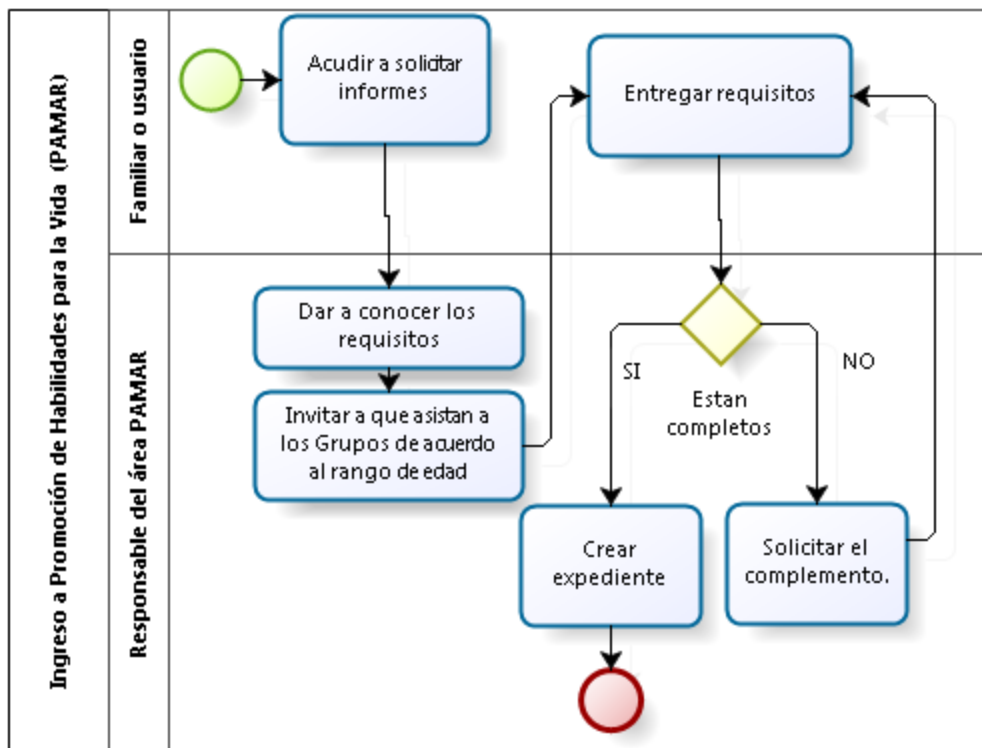 Ingreso a Promoción de Habilidades para la Vida (PAMAR)
Familiar o usuario
Acudir a solicitar
informes
Entregar requisitos
Responsable del área PAMAR
Dar a conocer los
requisitos
Invitar a que asistan a
los Grupos de acuerdo
al rango de edad
SI
NO
Estan
completos
Crear
expediente
Solicitar el
complemento.